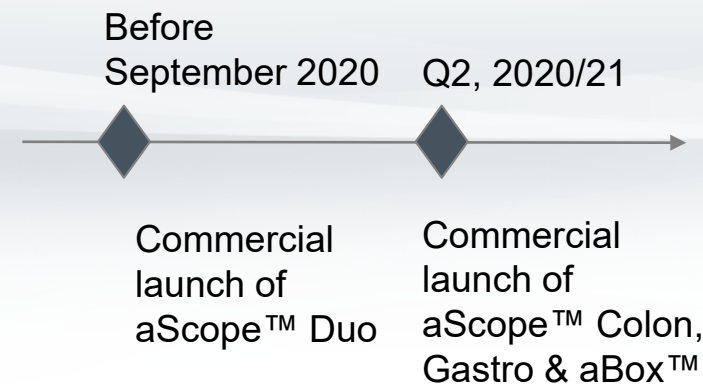 Before
September 2020
Q2, 2020/21
Commercial
launch of
aScope™ Duo
Commercial
launch of
aScope™ Colon,
Gastro & aBox™